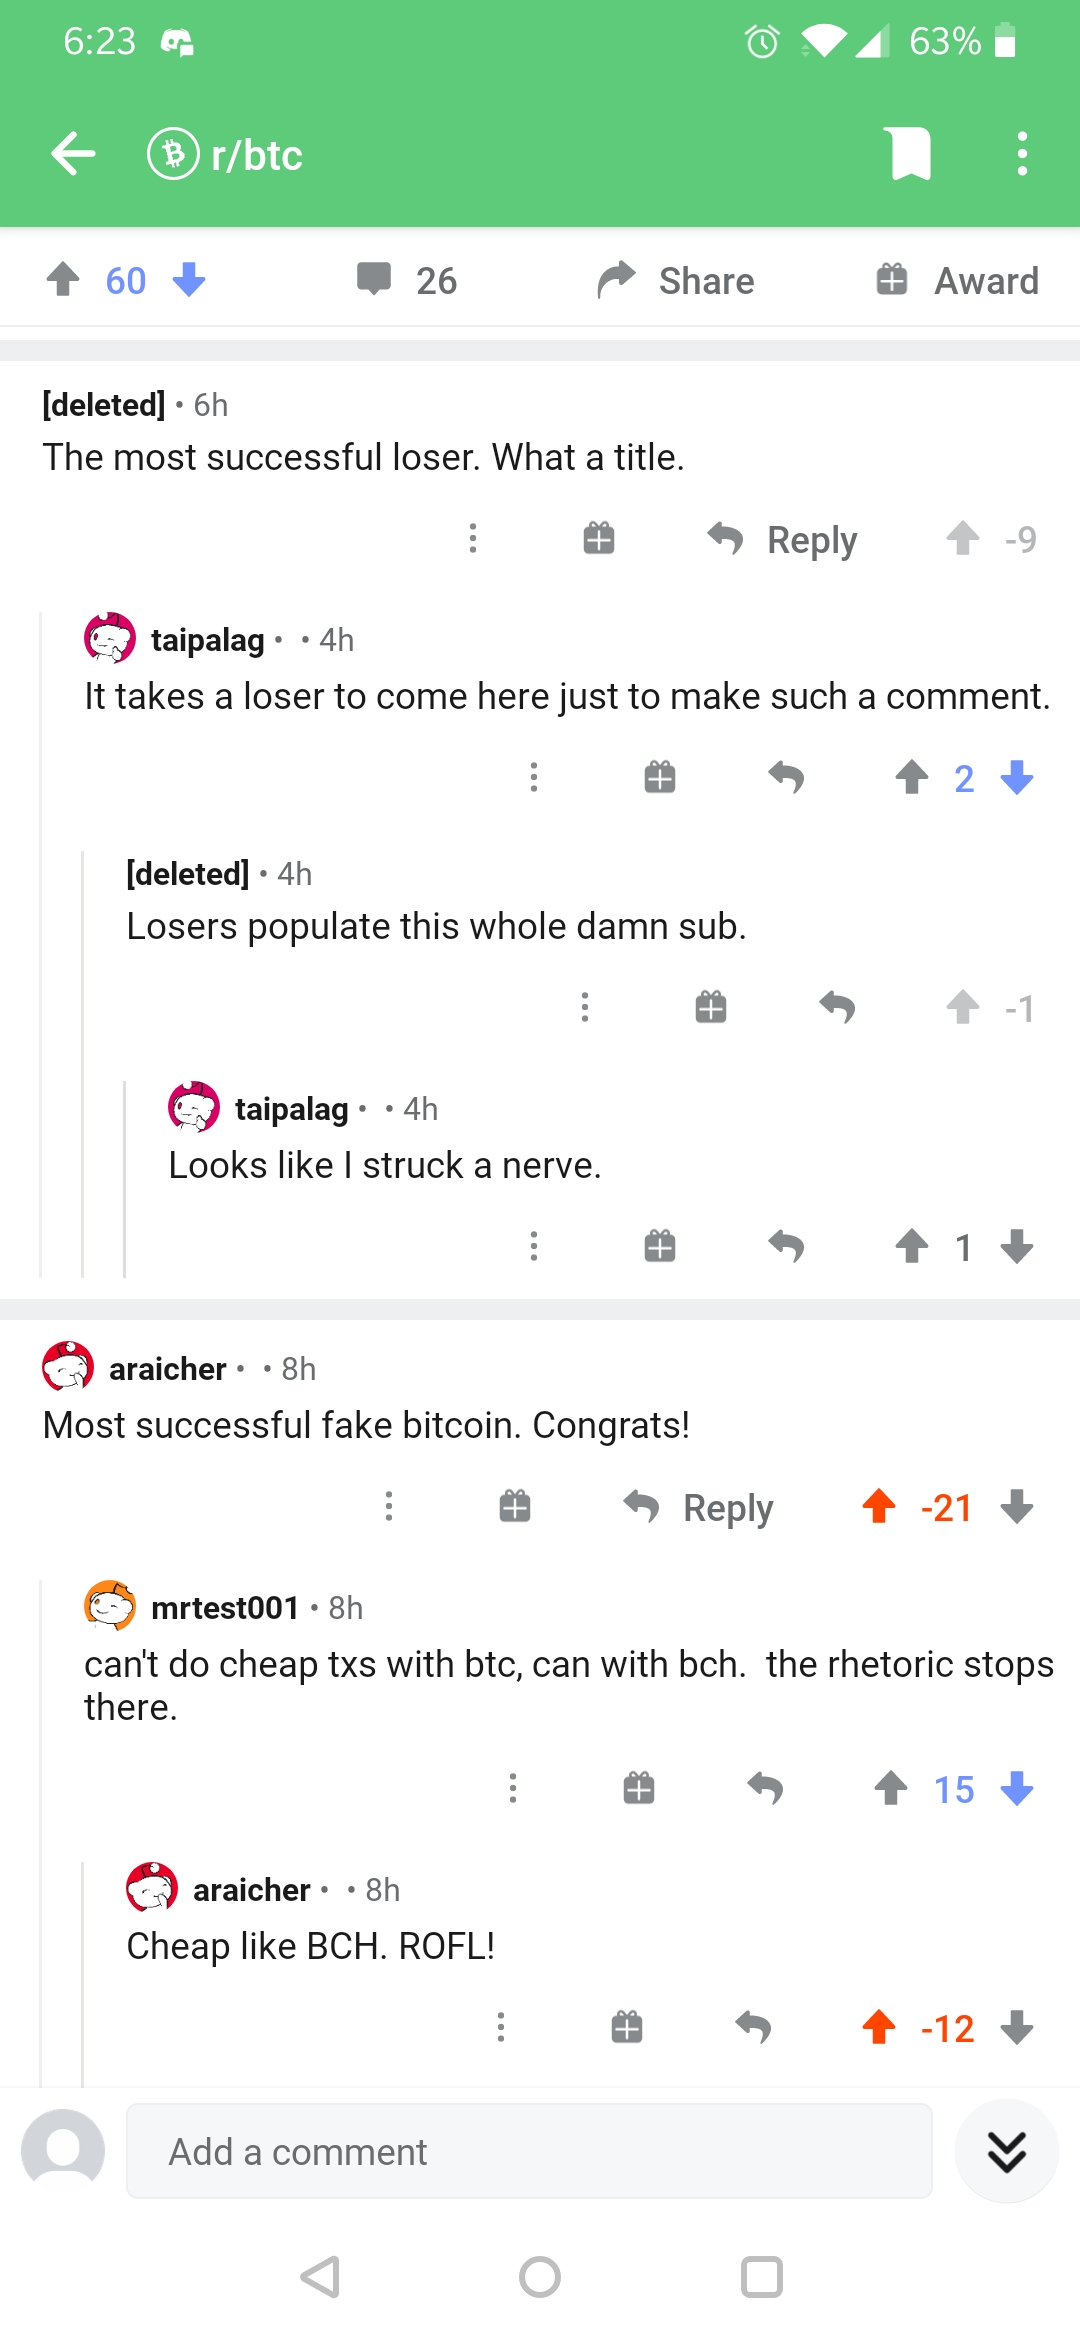 6:23 63%
r/btc
60 26 Share Award
[deleted] • 6h
The most successful loser. What a title.
Reply -9
taipalag • • 4h
It takes a loser to come here just to make such a comment.
2
[deleted] • 4h
Losers populate this whole damn sub.
-1
taipalag • • 4h
Looks like I struck a nerve.
1
araicher • • 8h
Most successful fake bitcoin. Congrats!
Reply -21
mrtest001 • 8h
can't do cheap txs with btc, can with bch.  the rhetoric stops
there.
15
araicher • • 8h
Cheap like BCH. ROFL!
-12
Add a comment